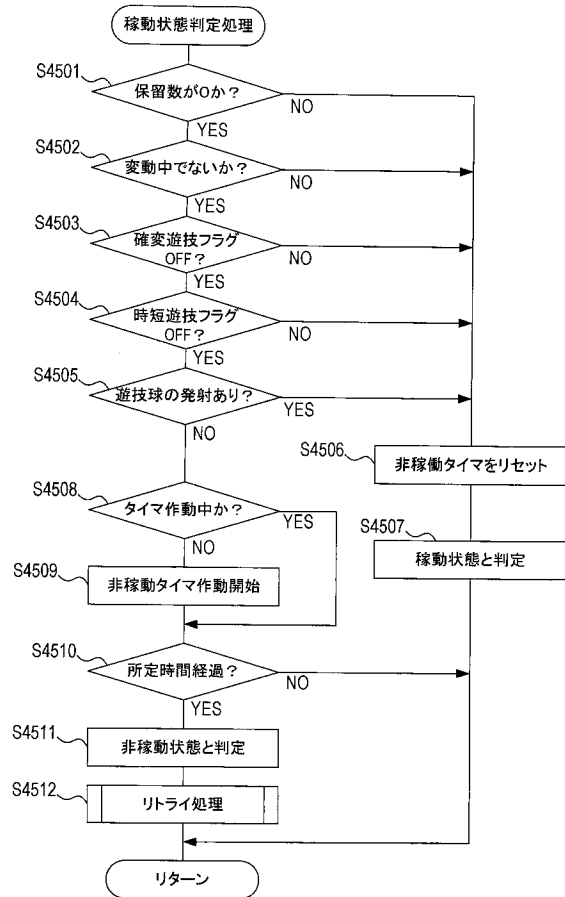 稼動状態判定処理
S4501
保留数が0か？
NO
YES
S4502
変動中でないか？
NO
YES
S4503
確変遊技フラグ
OFF？
NO
YES
S4504
時短遊技フラグ
OFF？
NO
YES
S4505
遊技球の発射あり？
YES
NO
S4506
非稼働タイマをリセット
S4507
稼動状態と判定
S4508
タイマ作動中か？
YES
NO
S4509
非稼動タイマ作動開始
S4510
所定時間経過？
NO
YES
S4511
非稼動状態と判定
S4512
リトライ処理
リターン